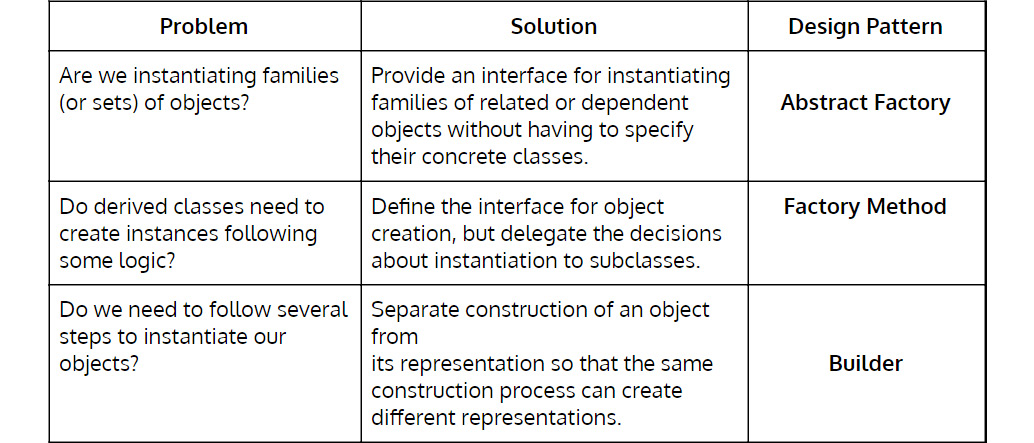 Problem
Solution
Design Pattern
Are we instantiating families
(or sets) of objects?
Provide an interface for instantiating
families of related or dependent
objects without having to specify
their concrete classes.
Abstract Factory
Do derived classes need to
create instances following
some logic?
Define the interface for object
creation, but delegate the decisions
about instantiation to subclasses.
Factory Method
Do we need to follow several
steps to instantiate our
objects?
Separate construction of an object
from
its representation so that the same
construction process can create
different representations.
Builder